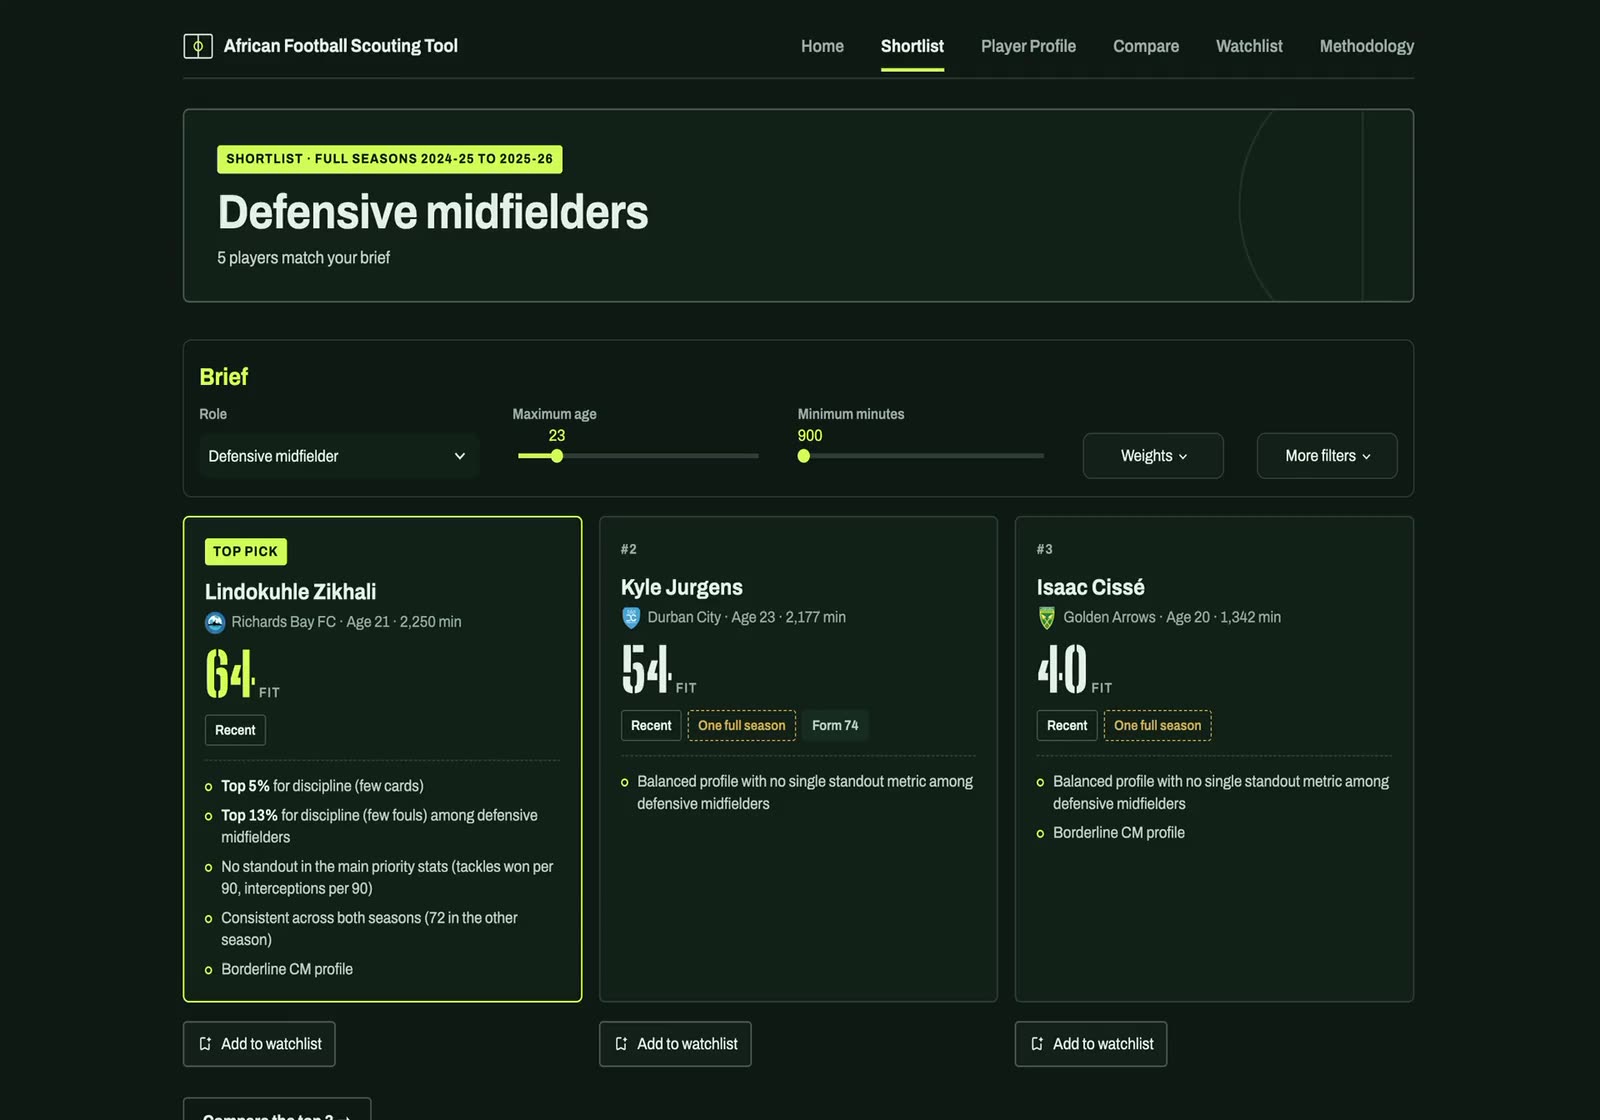 African Football Scouting Tool
Home
Shortlist
Player Profile
Compare
Watchlist
Methodology
SHORTLIST · FULL SEASONS 2024-25 TO 2025-26
Defensive midfielders
5 players match your brief
Brief
Role
Defensive midfielder
Maximum age
23
Minimum minutes
900
Weights
More filters
TOP PICK
Lindokuhle Zikhali
Richards Bay FC · Age 21 · 2,250 min
64 FIT
Recent
Top 5% for discipline (few cards)
Top 13% for discipline (few fouls) among defensive
midfielders
No standout in the main priority stats (tackles won per
90, interceptions per 90)
Consistent across both seasons (72 in the other
season)
Borderline CM profile
Add to watchlist
#2
Kyle Jurgens
Durban City · Age 23 · 2,177 min
54 FIT
Recent
One full season
Form 74
Balanced profile with no single standout metric among
defensive midfielders
Add to watchlist
#3
Isaac Cissé
Golden Arrows · Age 20 · 1,342 min
40 FIT
Recent
One full season
Balanced profile with no single standout metric among
defensive midfielders
Borderline CM profile
Add to watchlist
Compare the top 3